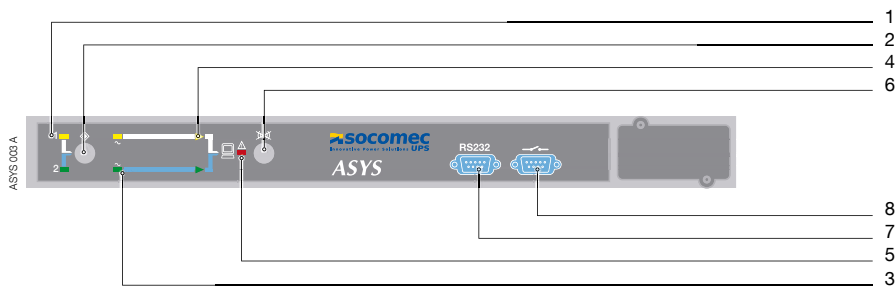 1
2
4
6
ASYS 003 A
2
socomec
Innovative Power Solutions UPS
ASYS
RS232
8
7
5
3